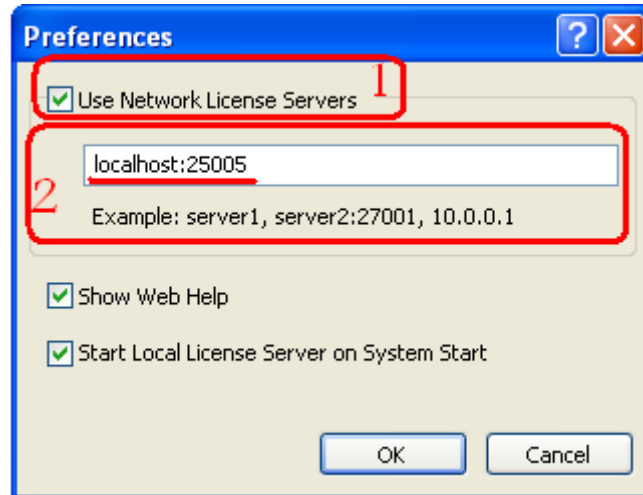 Preferences
1
Use Network License Servers
2
localhost:25005
Example: server1, server2:27001, 10.0.0.1
Show Web Help
Start Local License Server on System Start
OK
Cancel